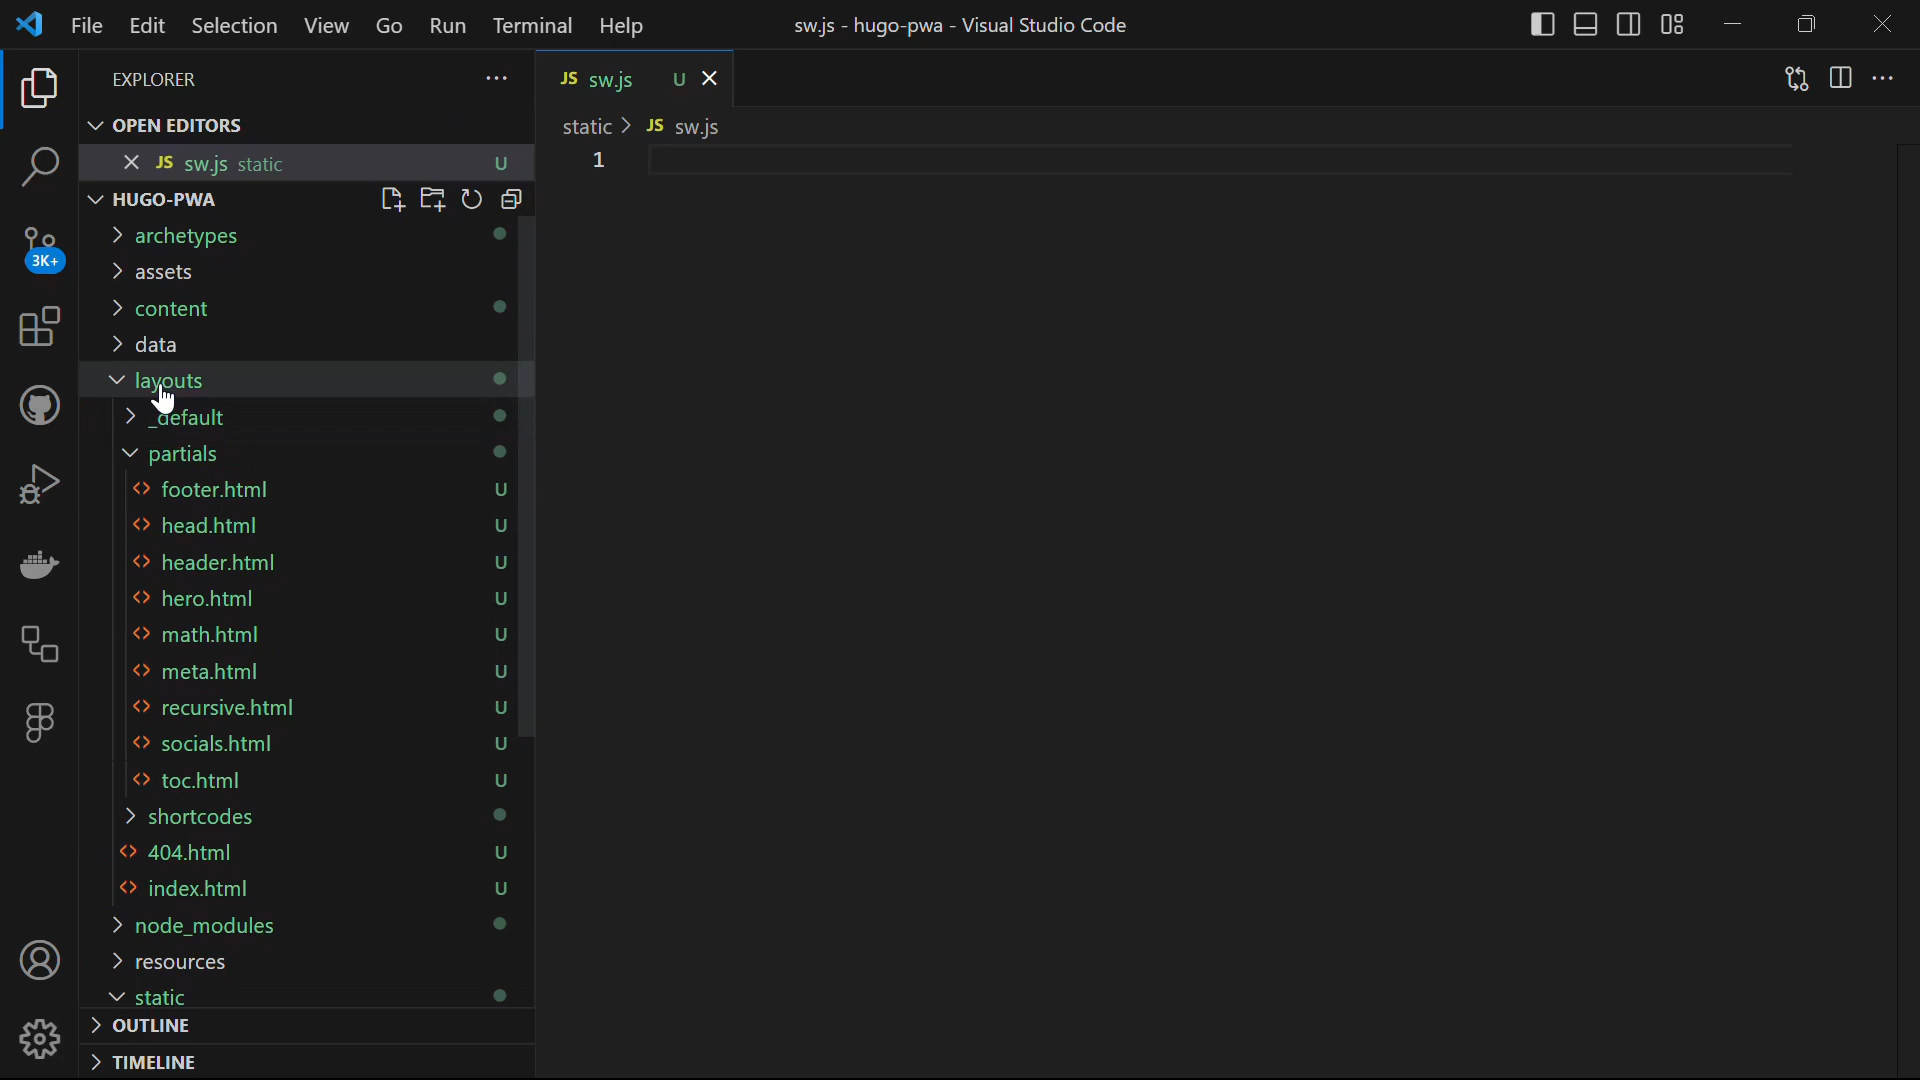 File Edit Selection View Go Run Terminal Help sw.js - hugo-pwa - Visual Studio Code
EXPLORER
JS sw.js U
OPEN EDITORS
static > JS sw.js
JS sw.js static U
1
HUGO-PWA
archetypes
3K+
assets
content
data
layouts
_default
partials
footer.html U
head.html U
header.html U
hero.html U
math.html U
meta.html U
recursive.html U
socials.html U
toc.html U
shortcodes
404.html U
index.html U
node_modules
resources
static
OUTLINE
TIMELINE